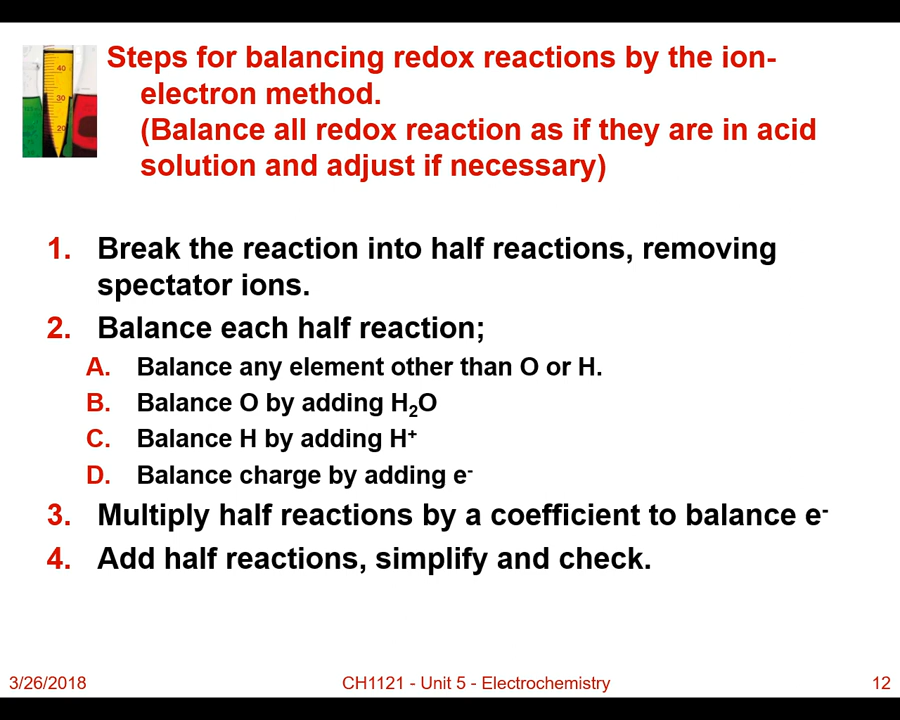 Steps for balancing redox reactions by the ion-
electron method.
(Balance all redox reaction as if they are in acid
solution and adjust if necessary)
40
30
20
1. Break the reaction into half reactions, removing
spectator ions.
2. Balance each half reaction;
A. Balance any element other than O or H.
B. Balance O by adding H₂O
C. Balance H by adding H⁺
D. Balance charge by adding e⁻
3. Multiply half reactions by a coefficient to balance e⁻
4. Add half reactions, simplify and check.
3/26/2018 CH1121 - Unit 5 - Electrochemistry 12